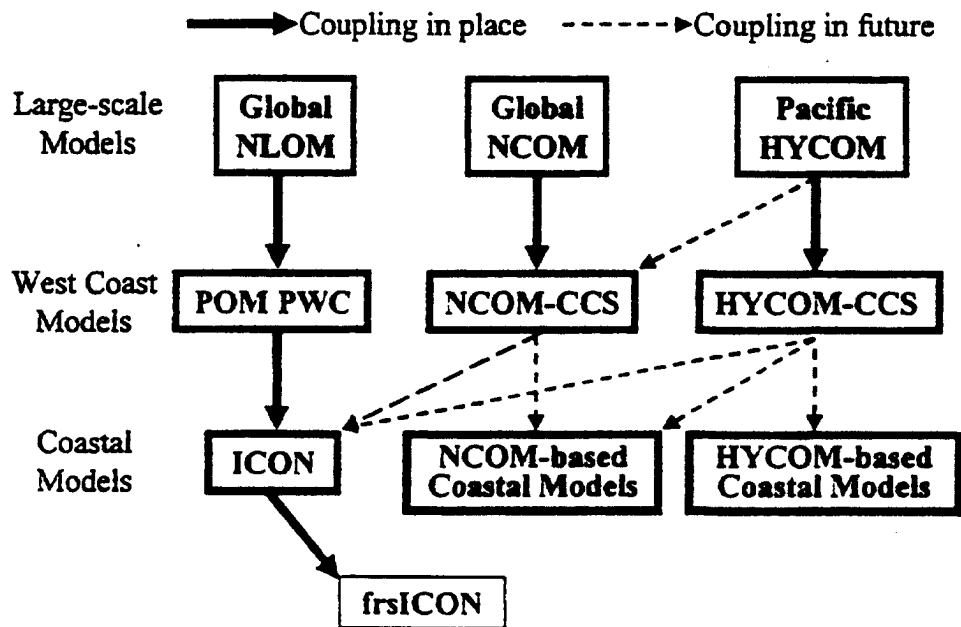 Coupling in place
Coupling in future
Large-scale
Models
Global
NLOM
Global
NCOM
Pacific
HYCOM
West Coast
Models
POM PWC
NCOM-CCS
HYCOM-CCS
Coastal
Models
ICON
NCOM-based
Coastal Models
HYCOM-based
Coastal Models
frsICON